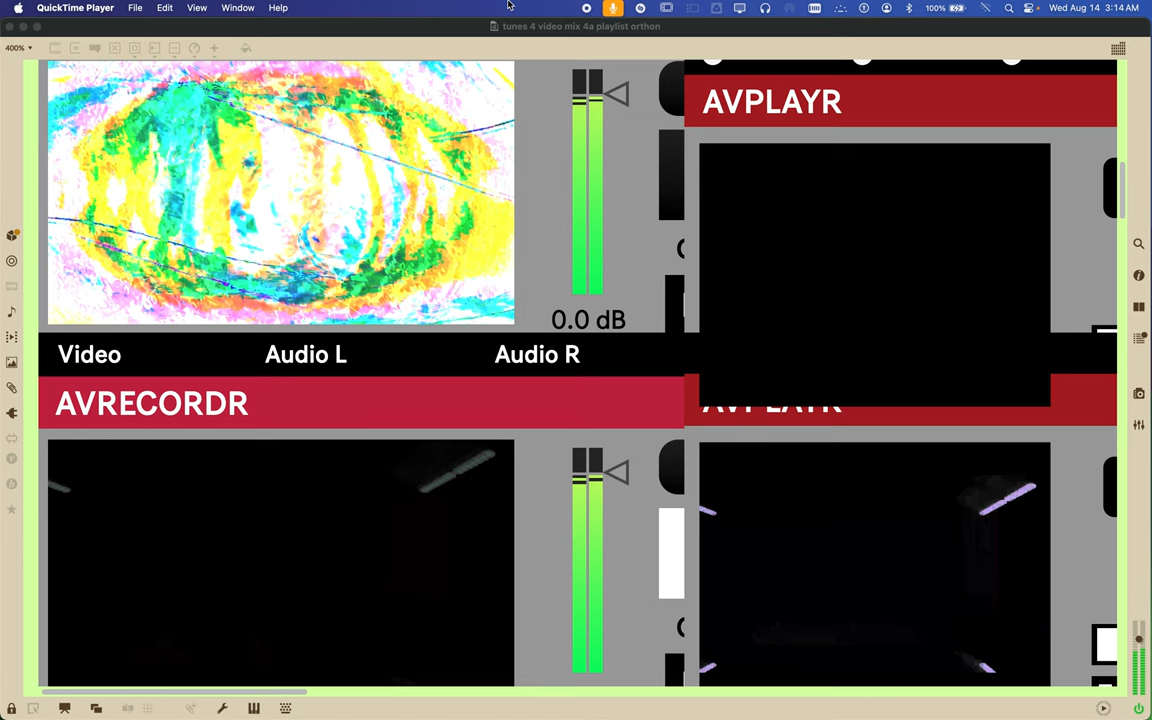 QuickTime Player File Edit View Window Help 100% Wed Aug 14 3:14 AM
tunes 4 video mix 4a playlist orthon
400%
AVPLAYR
0.0 dB
Video Audio L Audio R
AVRECORDR
AVPLAYR